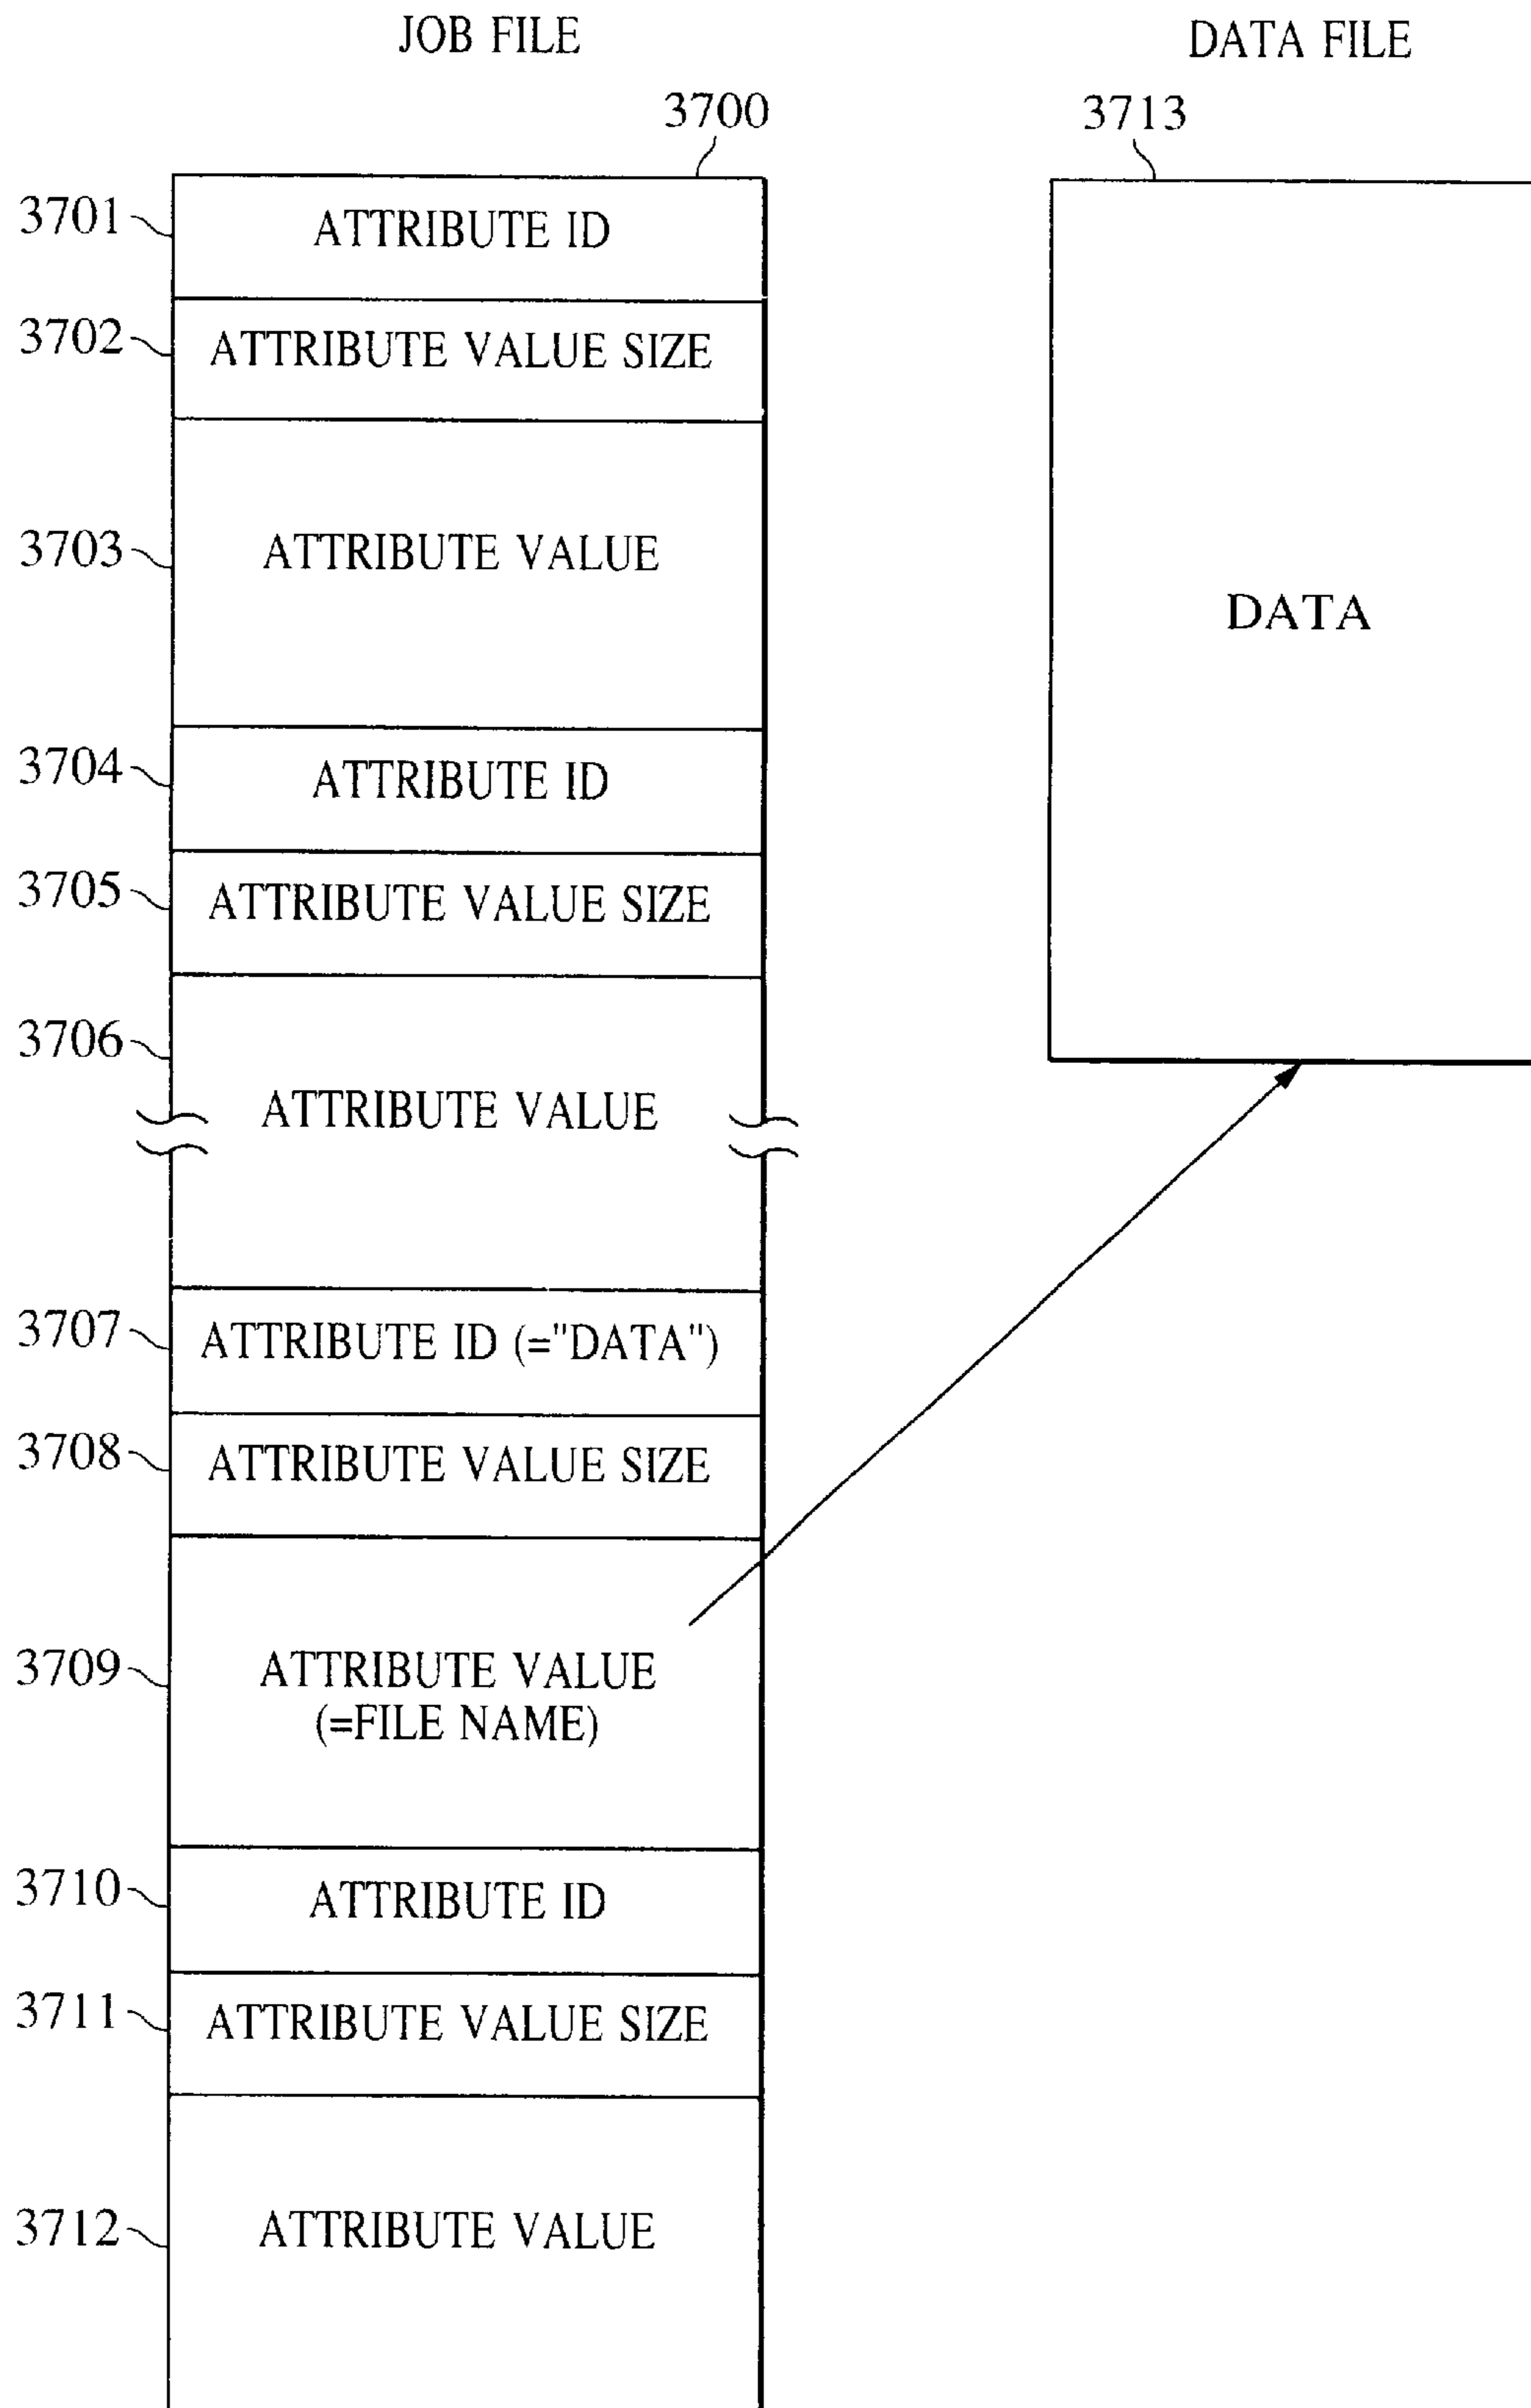 JOB FILE
DATA FILE
3700
3713
3701
ATTRIBUTE ID
3702
ATTRIBUTE VALUE SIZE
3703
ATTRIBUTE VALUE
DATA
3704
ATTRIBUTE ID
3705
ATTRIBUTE VALUE SIZE
3706
ATTRIBUTE VALUE
3707
ATTRIBUTE ID (="DATA")
3708
ATTRIBUTE VALUE SIZE
3709
ATTRIBUTE VALUE
(=FILE NAME)
3710
ATTRIBUTE ID
3711
ATTRIBUTE VALUE SIZE
3712
ATTRIBUTE VALUE